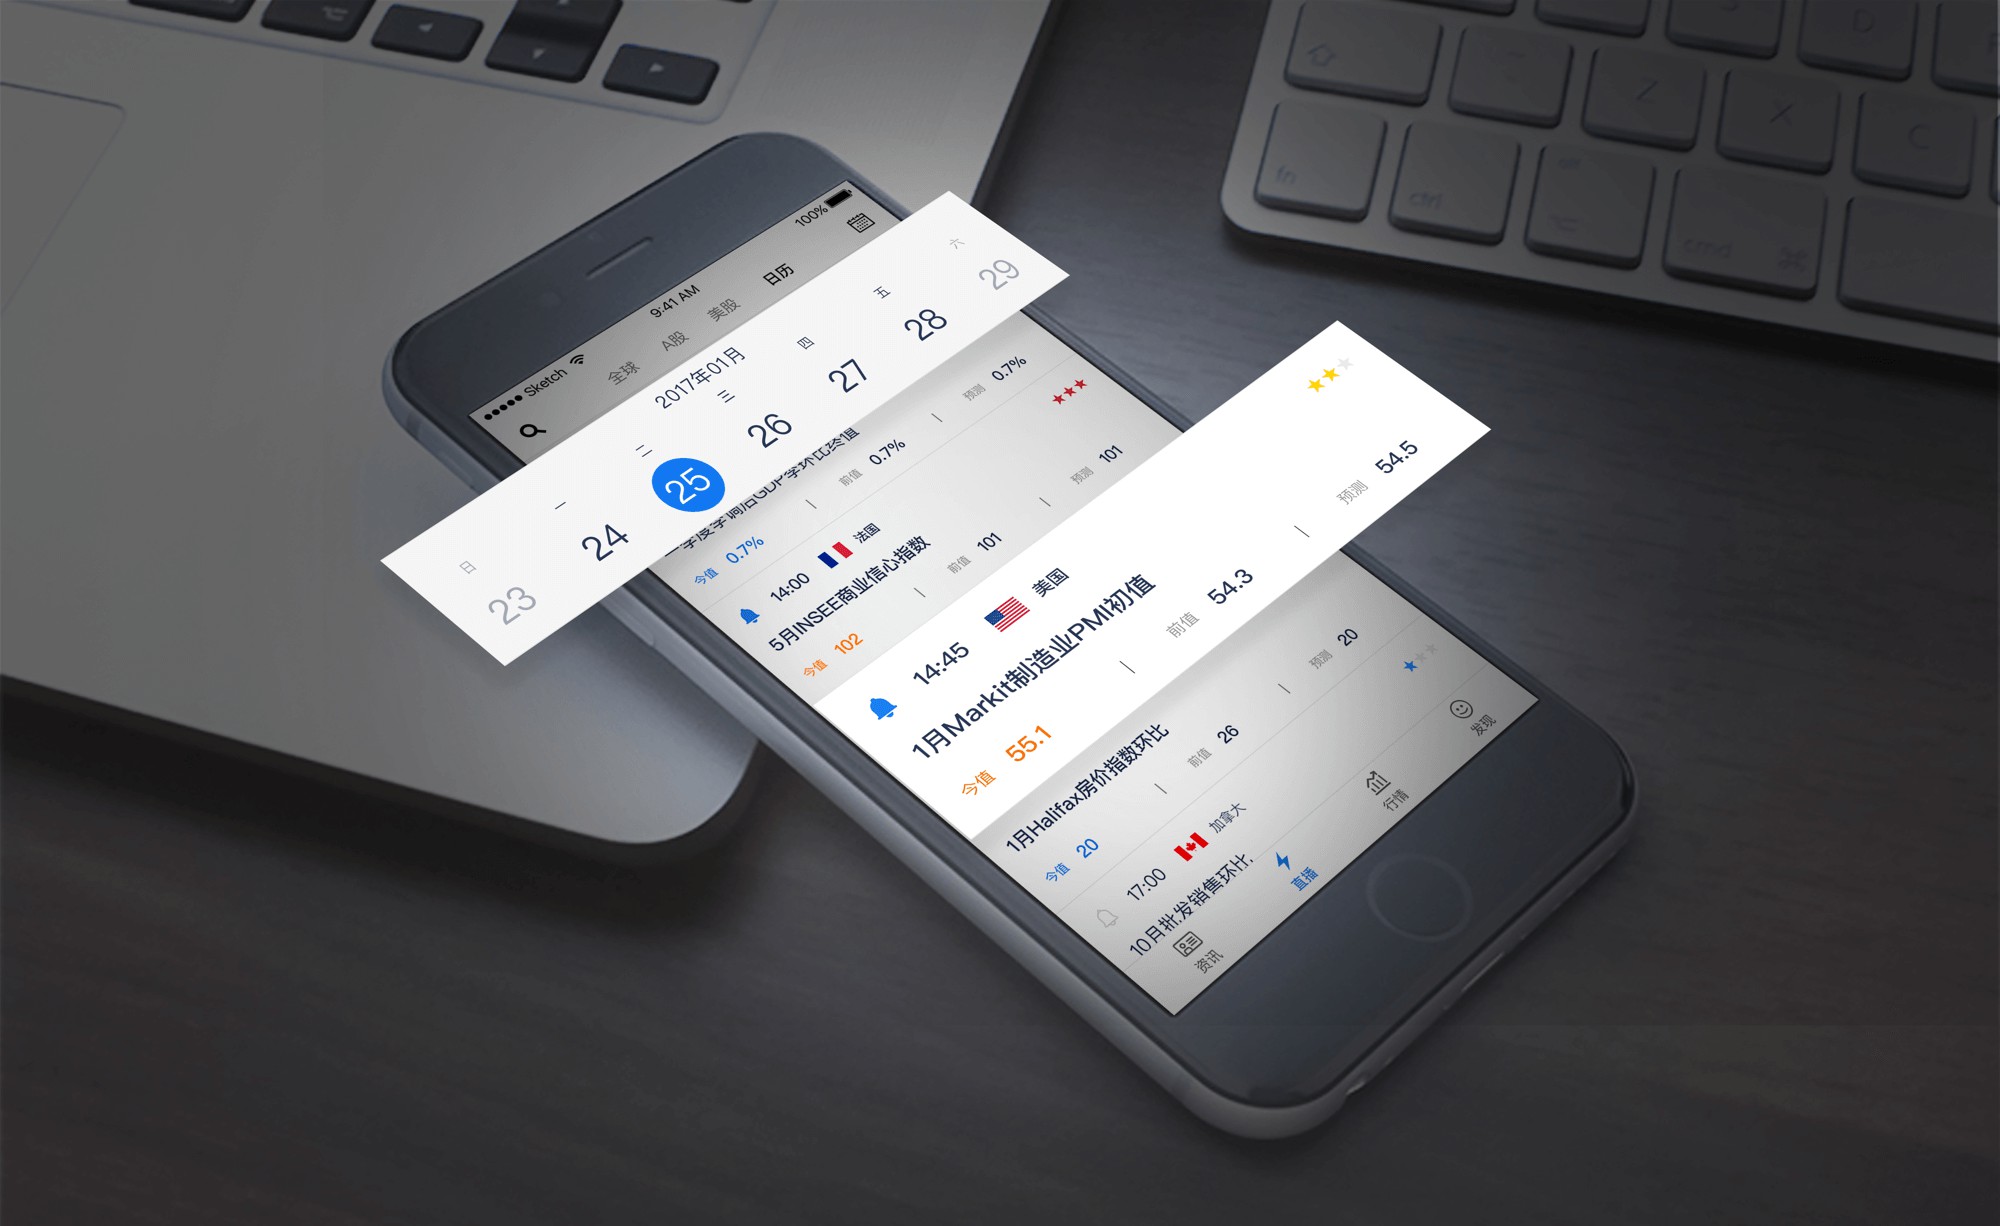 ●●●●● Sketch 9:41 AM 100%
全球 A股 美股 日历
2017年01月
日 一 二 三 四 五 六
23 24 25 26 27 28 29
季度季调后GDP季环比终值
今值 0.7% | 前值 0.7% | 预测 0.7%
14:00 法国
5月INSEE商业信心指数
今值 102 | 前值 101 | 预测 101
14:45 美国
1月Markit制造业PMI初值
今值 55.1 | 前值 54.3 | 预测 54.5
1月Halifax房价指数环比
今值 20 | 前值 26 | 预测 20
17:00 加拿大
10月批发销售环比
资讯 直播 行情 发现
fn ctrl cmd
Z X C D